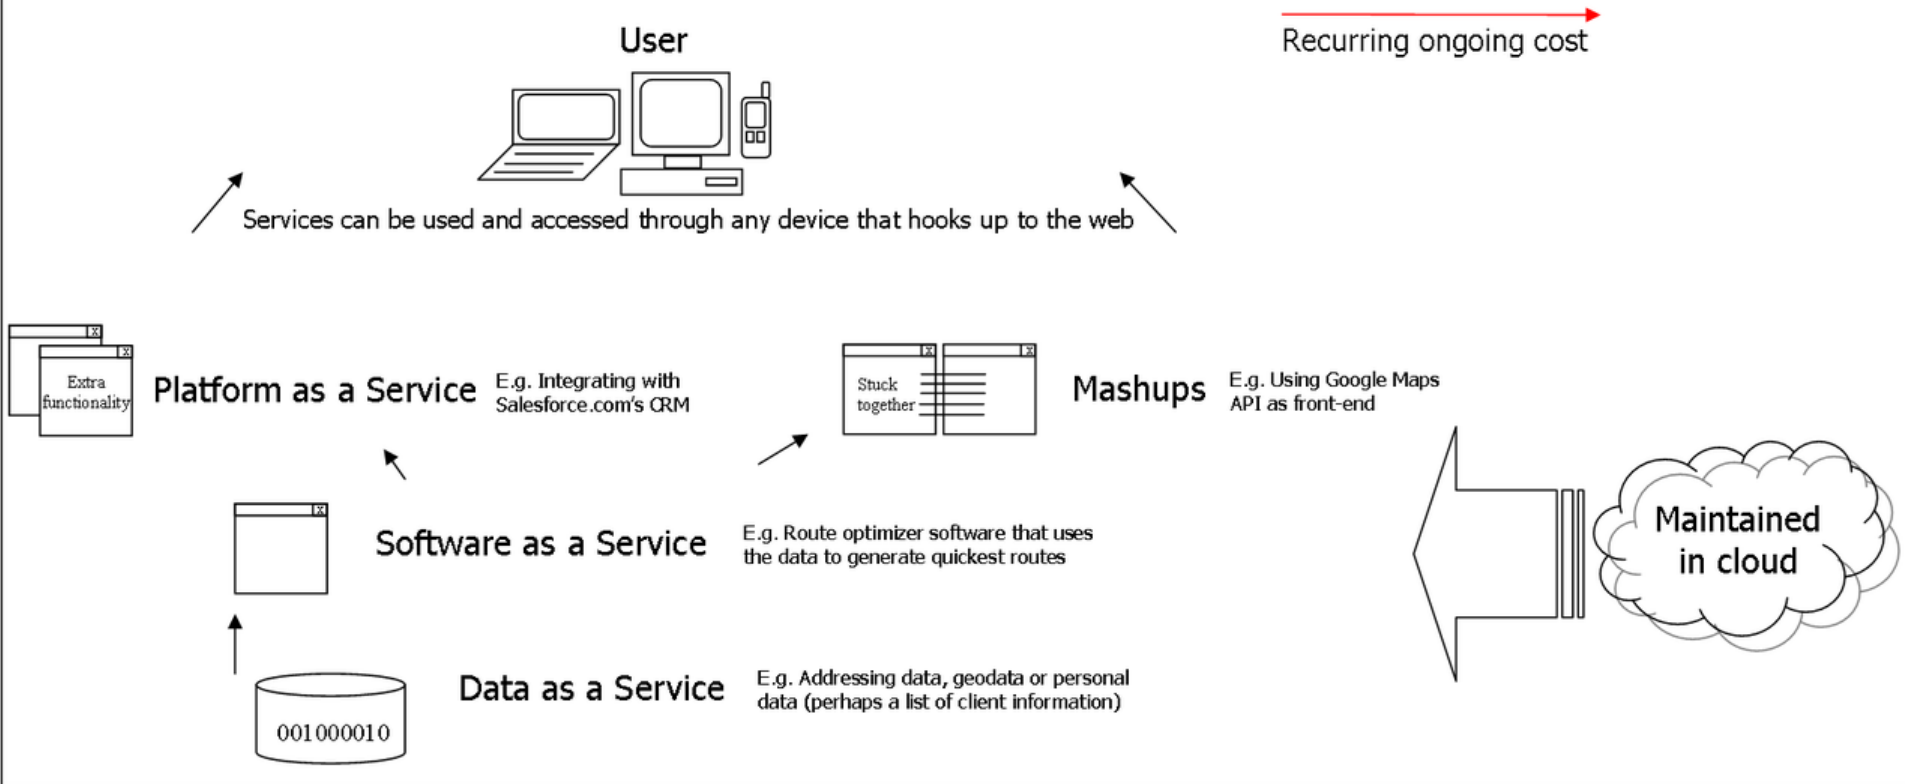 Recurring ongoing cost
User
Services can be used and accessed through any device that hooks up to the web
X
X
Extra
functionality
Platform as a Service
E.g. Integrating with
Salesforce.com's CRM
X
X
Stuck
together
Mashups
E.g. Using Google Maps
API as front-end
X
Software as a Service
E.g. Route optimizer software that uses
the data to generate quickest routes
Maintained
in cloud
Data as a Service
E.g. Addressing data, geodata or personal
data (perhaps a list of client information)
001000010